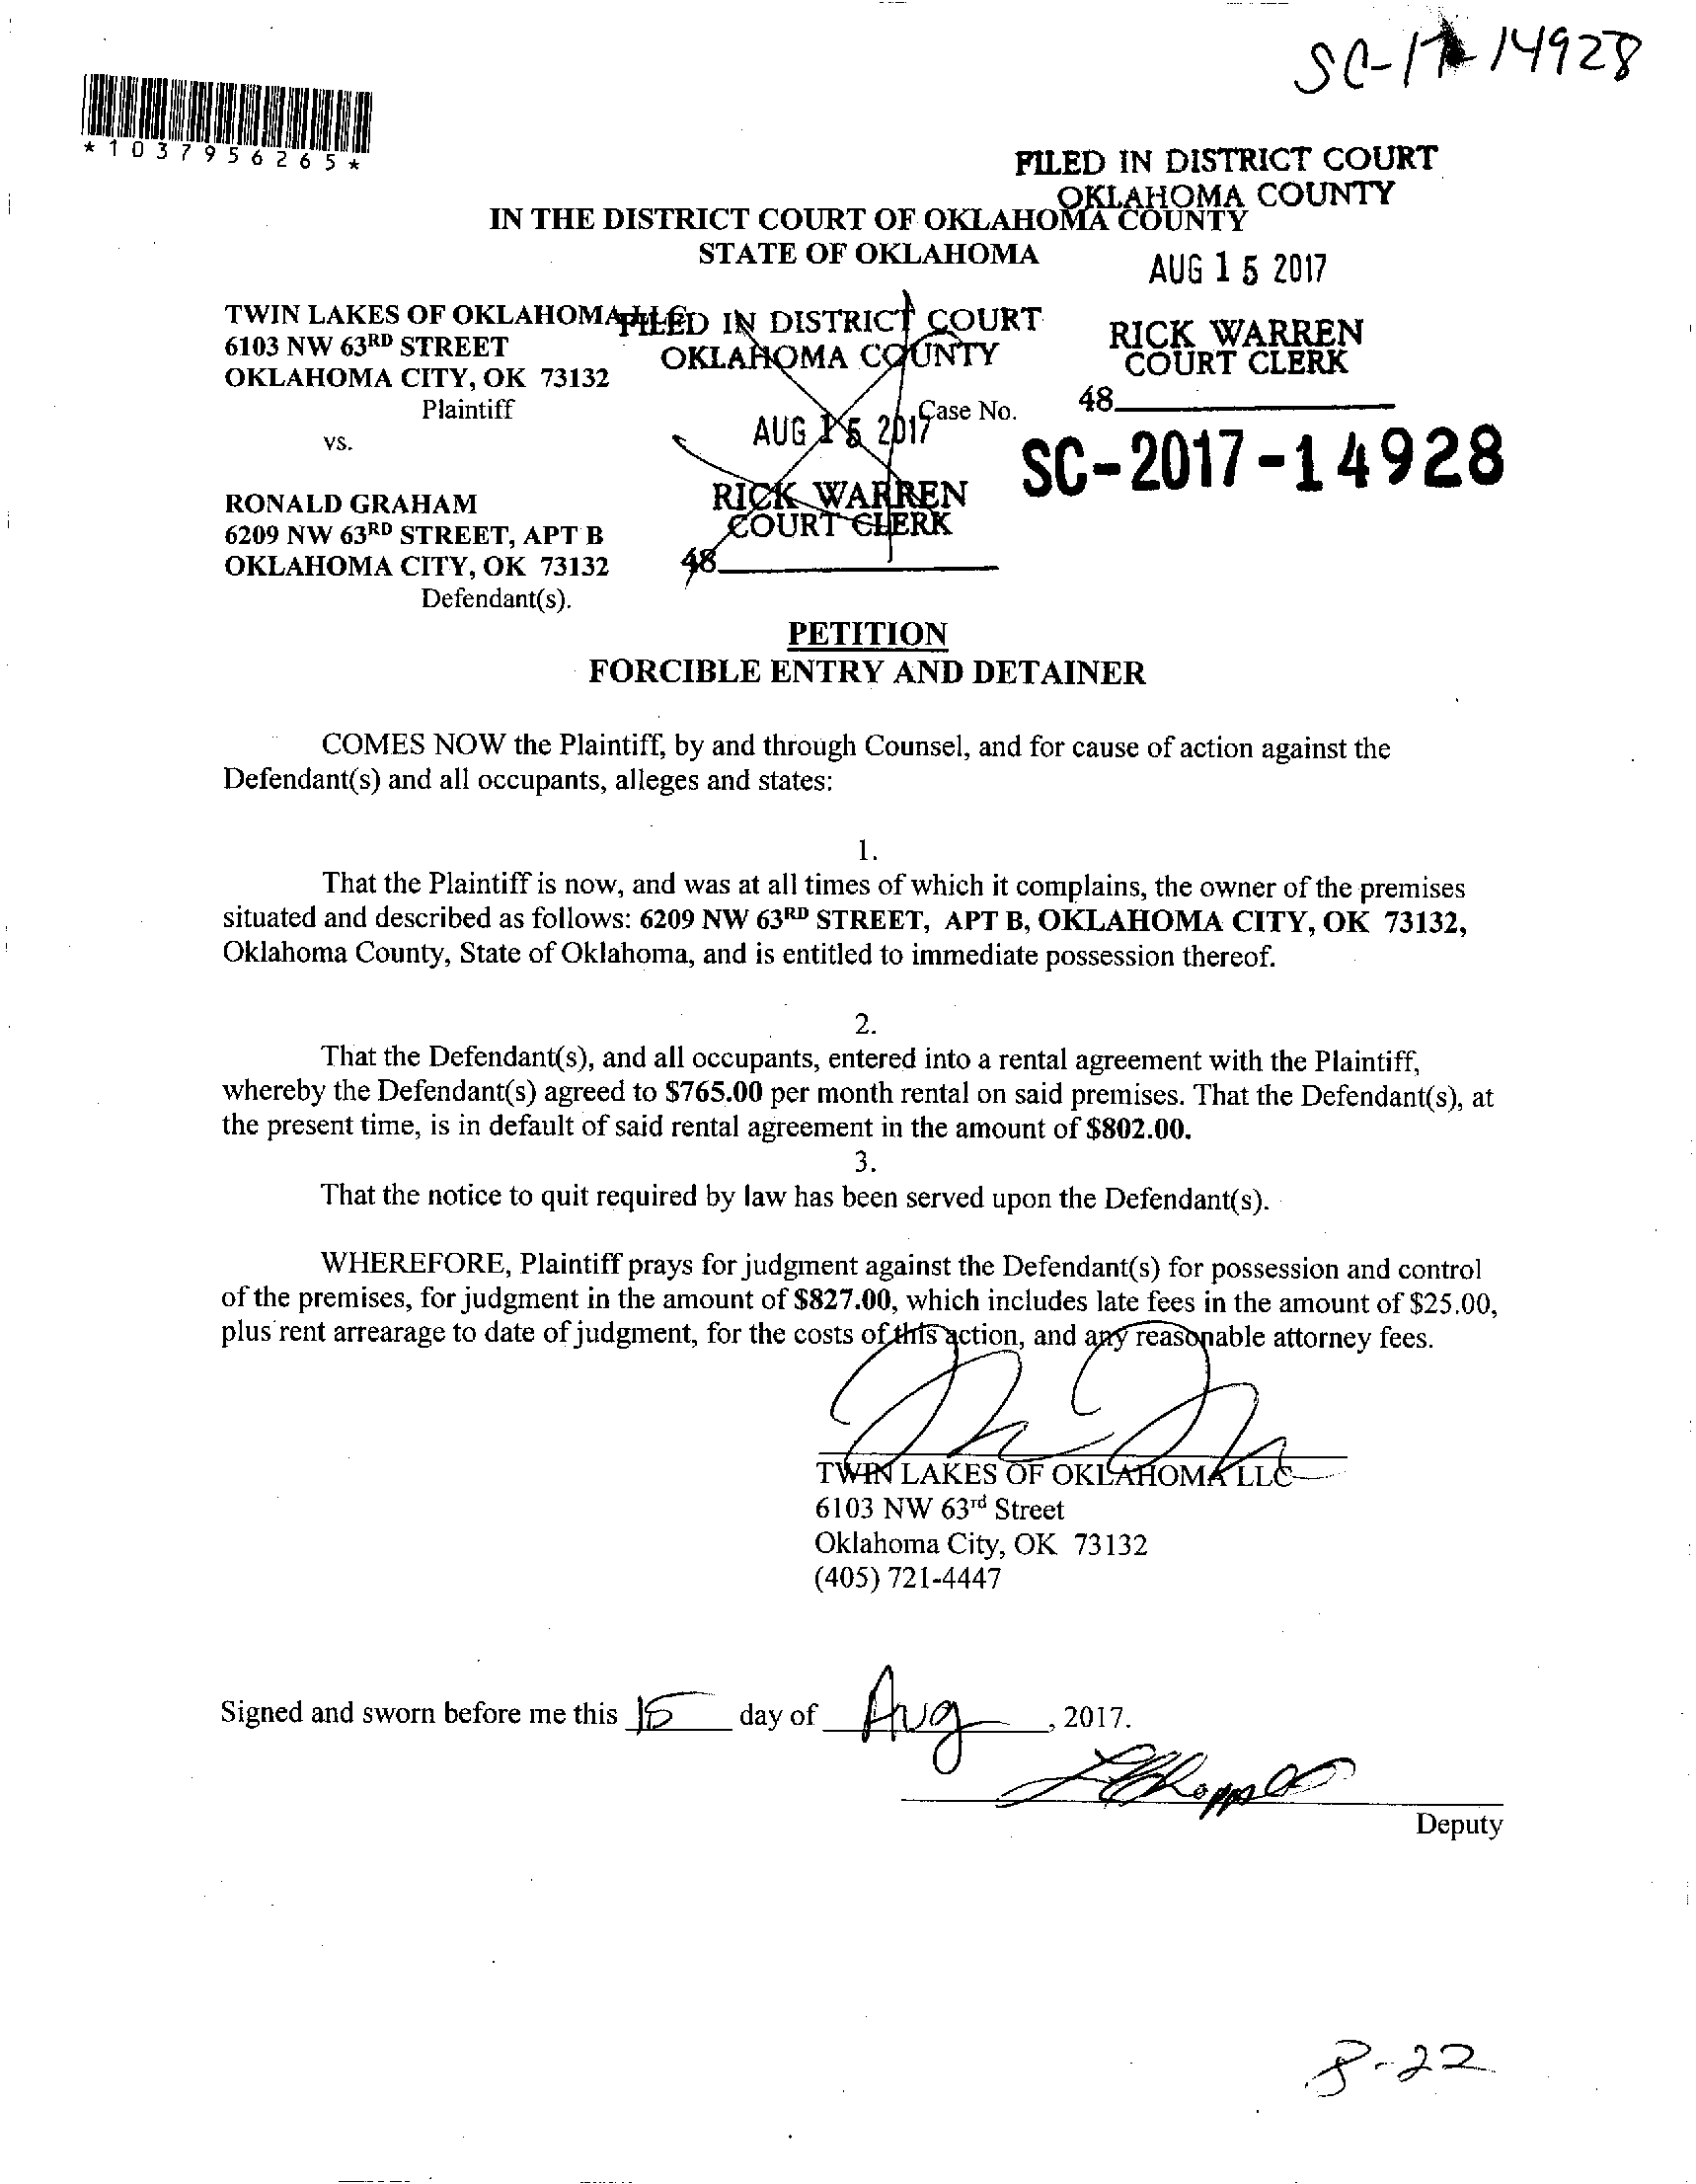 SC-17-14928
*1037956265*
FILED IN DISTRICT COURT
OKLAHOMA COUNTY
IN THE DISTRICT COURT OF OKLAHOMA COUNTY
STATE OF OKLAHOMA
AUG 15 2017
TWIN LAKES OF OKLAHOMA
FILED IN DISTRICT COURT
RICK WARREN
6103 NW 63RD STREET
OKLAHOMA COUNTY
COURT CLERK
OKLAHOMA CITY, OK 73132
48
Plaintiff
Case No.
AUG 15 2017
vs.
SC-2017-14928
RICK WARREN
RONALD GRAHAM
COURT CLERK
6209 NW 63RD STREET, APT B
OKLAHOMA CITY, OK 73132
48
Defendant(s).
PETITION
FORCIBLE ENTRY AND DETAINER
COMES NOW the Plaintiff, by and through Counsel, and for cause of action against the
Defendant(s) and all occupants, alleges and states:
1.
That the Plaintiff is now, and was at all times of which it complains, the owner of the premises
situated and described as follows: 6209 NW 63RD STREET, APT B, OKLAHOMA CITY, OK 73132,
Oklahoma County, State of Oklahoma, and is entitled to immediate possession thereof.
2.
That the Defendant(s), and all occupants, entered into a rental agreement with the Plaintiff,
whereby the Defendant(s) agreed to $765.00 per month rental on said premises. That the Defendant(s), at
the present time, is in default of said rental agreement in the amount of $802.00.
3.
That the notice to quit required by law has been served upon the Defendant(s).
WHEREFORE, Plaintiff prays for judgment against the Defendant(s) for possession and control
of the premises, for judgment in the amount of $827.00, which includes late fees in the amount of $25.00,
plus rent arrearage to date of judgment, for the costs of this action, and any reasonable attorney fees.
TWIN LAKES OF OKLAHOMA LLC
6103 NW 63rd Street
Oklahoma City, OK 73132
(405) 721-4447
Signed and sworn before me this 15 day of Aug, 2017.
Deputy
8-22